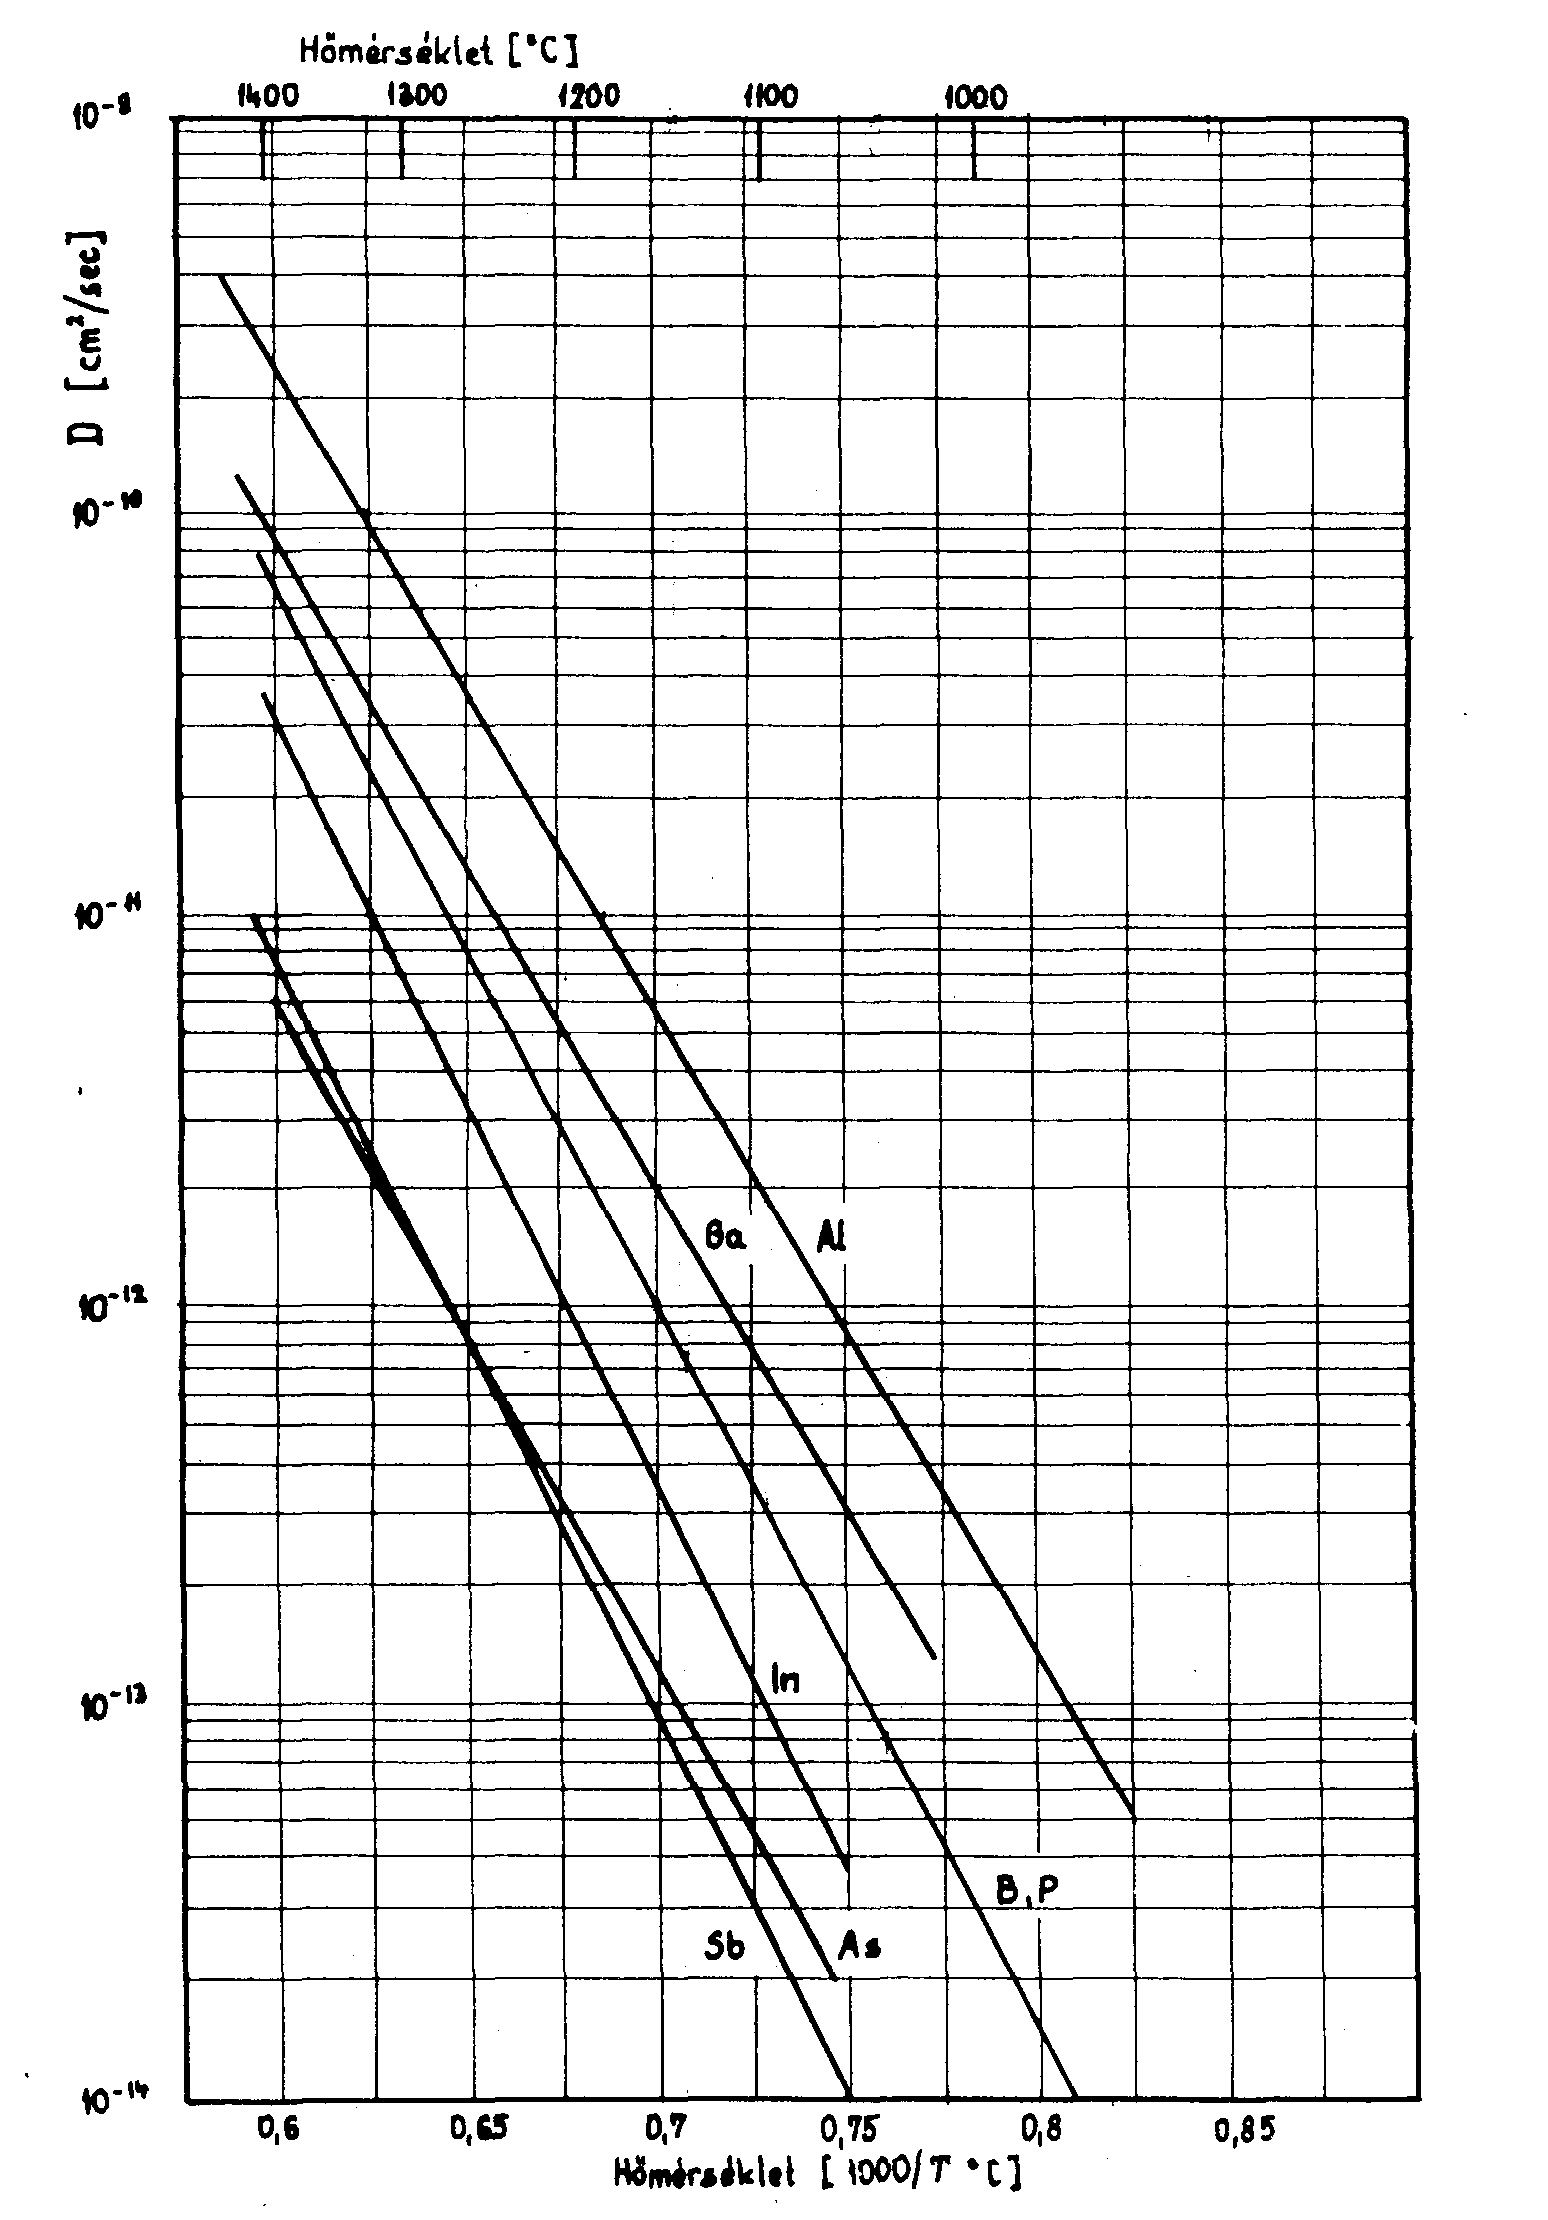 Hőmérséklet [°C]
1400 1300 1200 1100 1000
10⁻⁸
D [cm²/sec]
10⁻¹⁰
10⁻¹¹
Ga Al
10⁻¹²
In
10⁻¹³
B,P
Sb As
10⁻¹⁴
0,6 0,65 0,7 0,75 0,8 0,85
Hőmérséklet [1000/T °C]